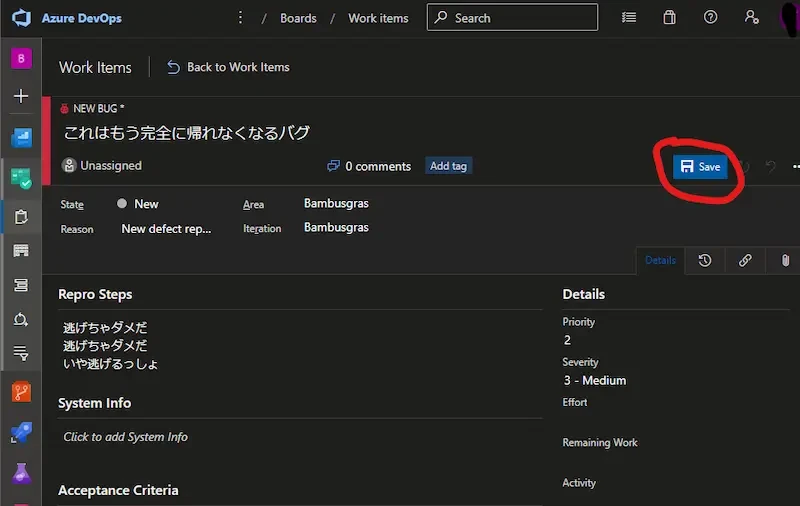 Azure DevOps / Boards / Work items Search
B
Work Items Back to Work Items
NEW BUG *
これはもう完全に帰れなくなるバグ
Unassigned 0 comments Add tag Save
State New Area Bambusgras
Reason New defect rep... Iteration Bambusgras
Details
Repro Steps
逃げちゃダメだ
逃げちゃダメだ
いや逃げるっしょ
System Info
Click to add System Info
Acceptance Criteria
Details
Priority
2
Severity
3 - Medium
Effort
Remaining Work
Activity